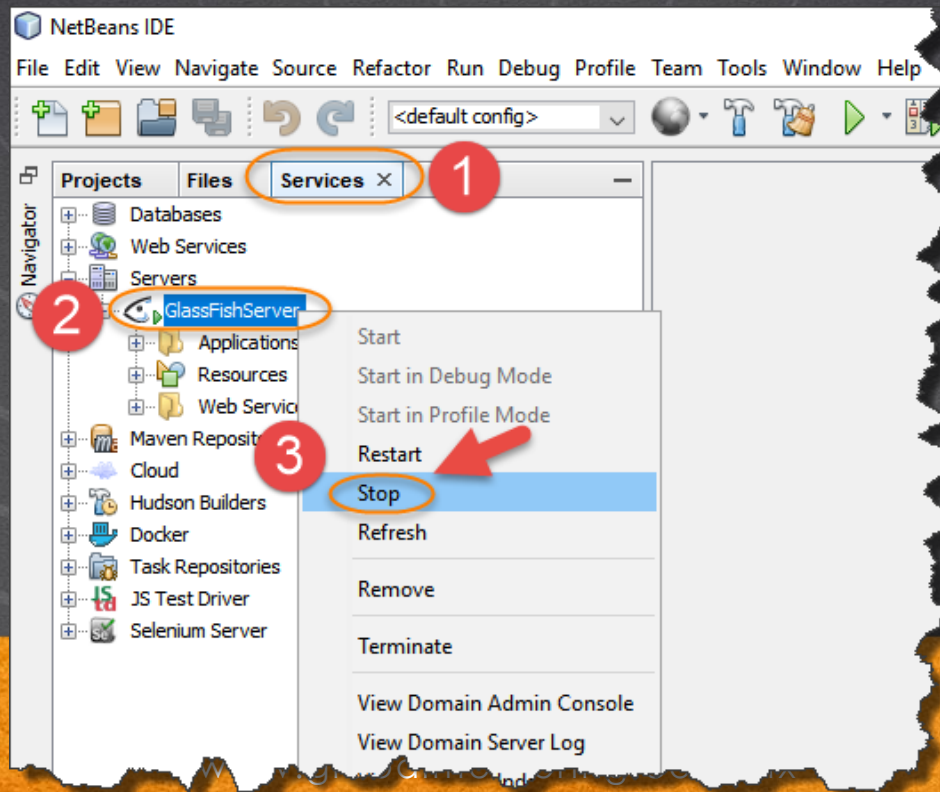 NetBeans IDE
File Edit View Navigate Source Refactor Run Debug Profile Team Tools Window Help
<default config>
Projects Files Services 1
Navigator
Databases
Web Services
Servers
2 GlassFishServer
Applications
Resources
Web Servic
Maven Reposit
Cloud
Hudson Builders
Docker
Task Repositories
JS Test Driver
Selenium Server
Start
Start in Debug Mode
Start in Profile Mode
3 Restart
Stop
Refresh
Remove
Terminate
View Domain Admin Console
View Domain Server Log